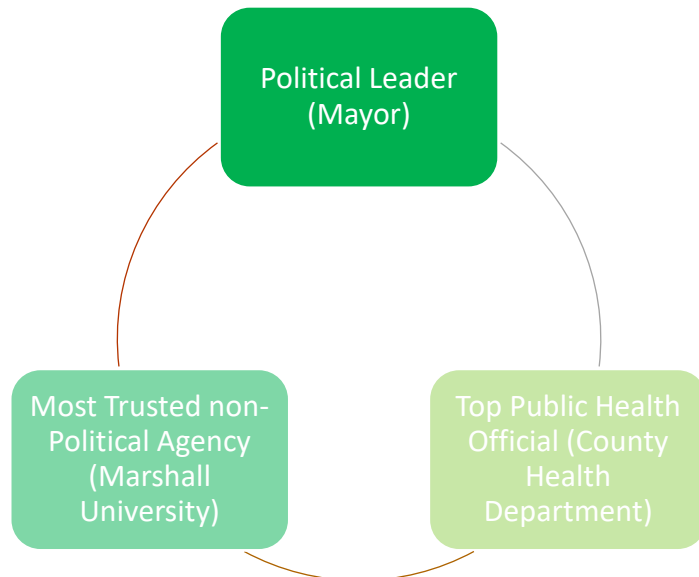 Political Leader
(Mayor)
Most Trusted non-
Political Agency
(Marshall
University)
Top Public Health
Official (County
Health
Department)